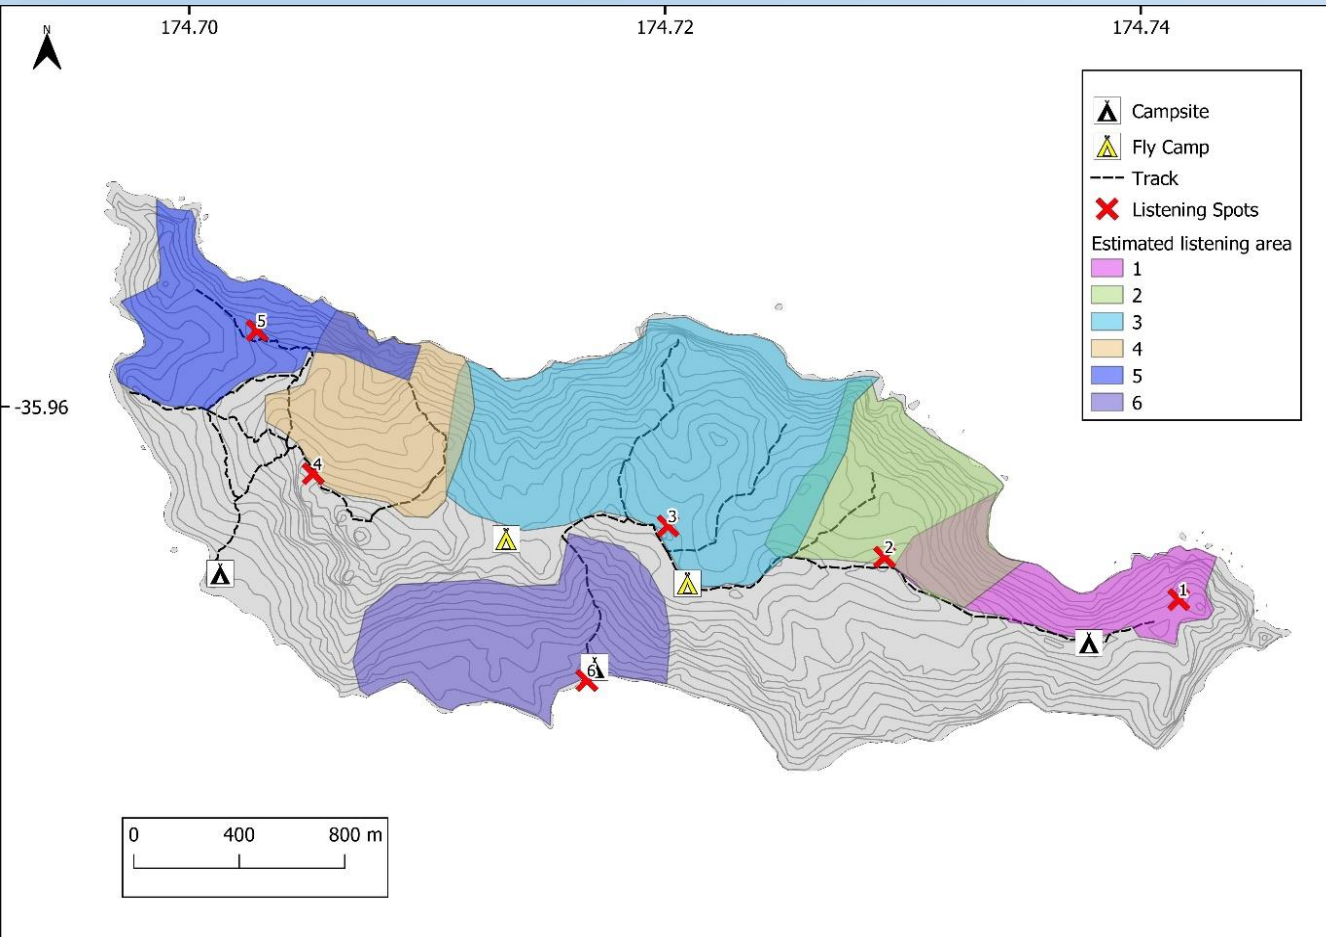 174.70 174.72 174.74
N
Campsite
Fly Camp
Track
Listening Spots
Estimated listening area
1
2
3
4
5
6
-35.96
5
4
3
2
1
6
0 400 800 m